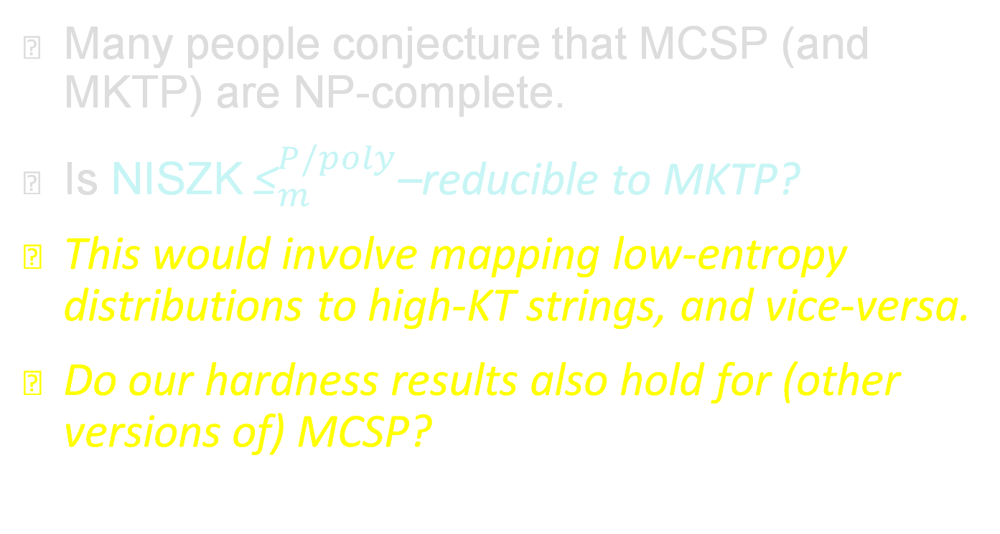 Many people conjecture that MCSP (and
MKTP) are NP-complete.
Is NISZK ≤ₘᴾ/ᵖᵒˡʸ –reducible to MKTP?
This would involve mapping low-entropy
distributions to high-KT strings, and vice-versa.
Do our hardness results also hold for (other
versions of) MCSP?